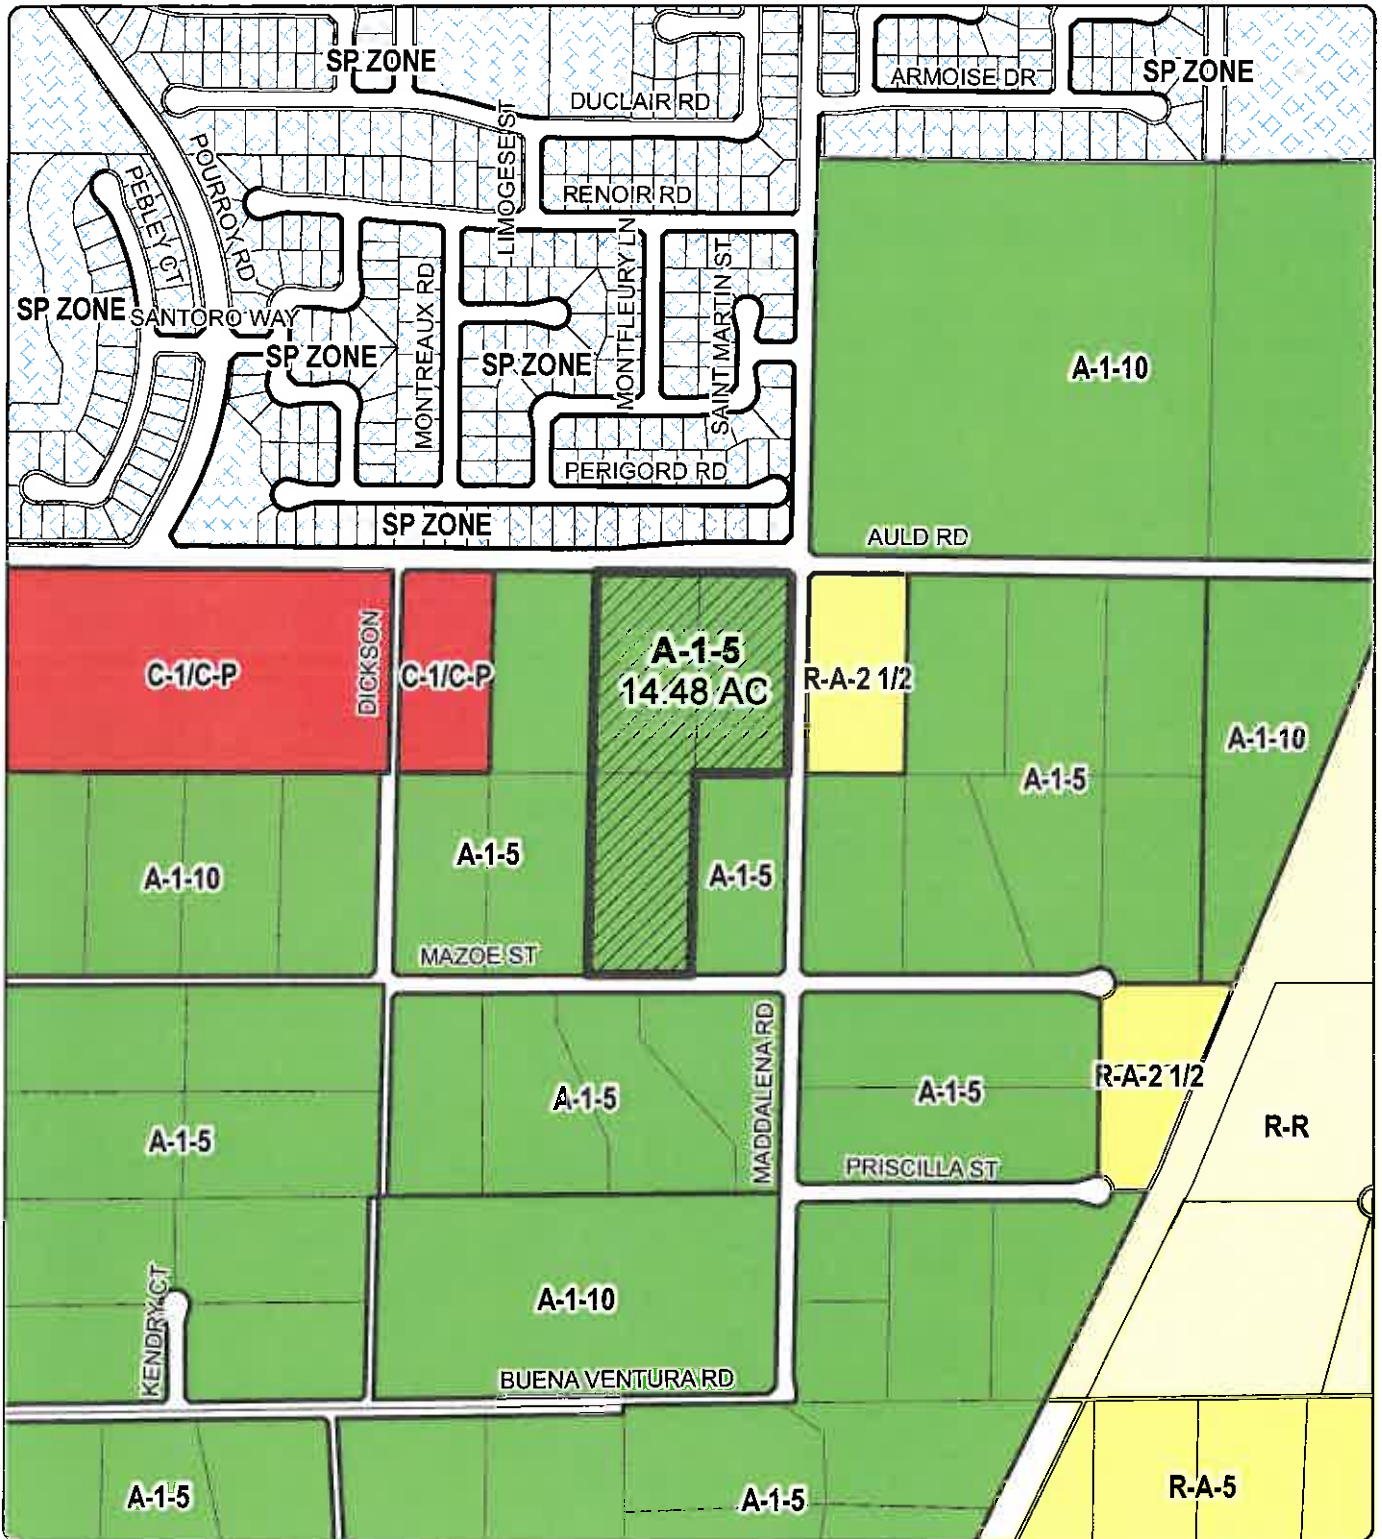 SP ZONE
DUCLAIR RD
ARMOISE DR
SP ZONE
LIMOGESE ST
POURROY RD
PEBLEY CT
RENOIR RD
MONTFLEURY LN
SAINT MARTIN ST
MONTREAUX RD
SP ZONE
SANTORO WAY
SP ZONE
SP ZONE
A-1-10
PERIGORD RD
SP ZONE
AULD RD
C-1/C-P
DICKSON
C-1/C-P
A-1-5
14.48 AC
R-A-2 1/2
A-1-10
A-1-5
A-1-10
A-1-5
A-1-5
MAZOE ST
MADDALENA RD
A-1-5
A-1-5
R-A-2 1/2
A-1-5
R-R
PRISCILLA ST
KENDRY CT
A-1-10
BUENA VENTURA RD
A-1-5
A-1-5
R-A-5